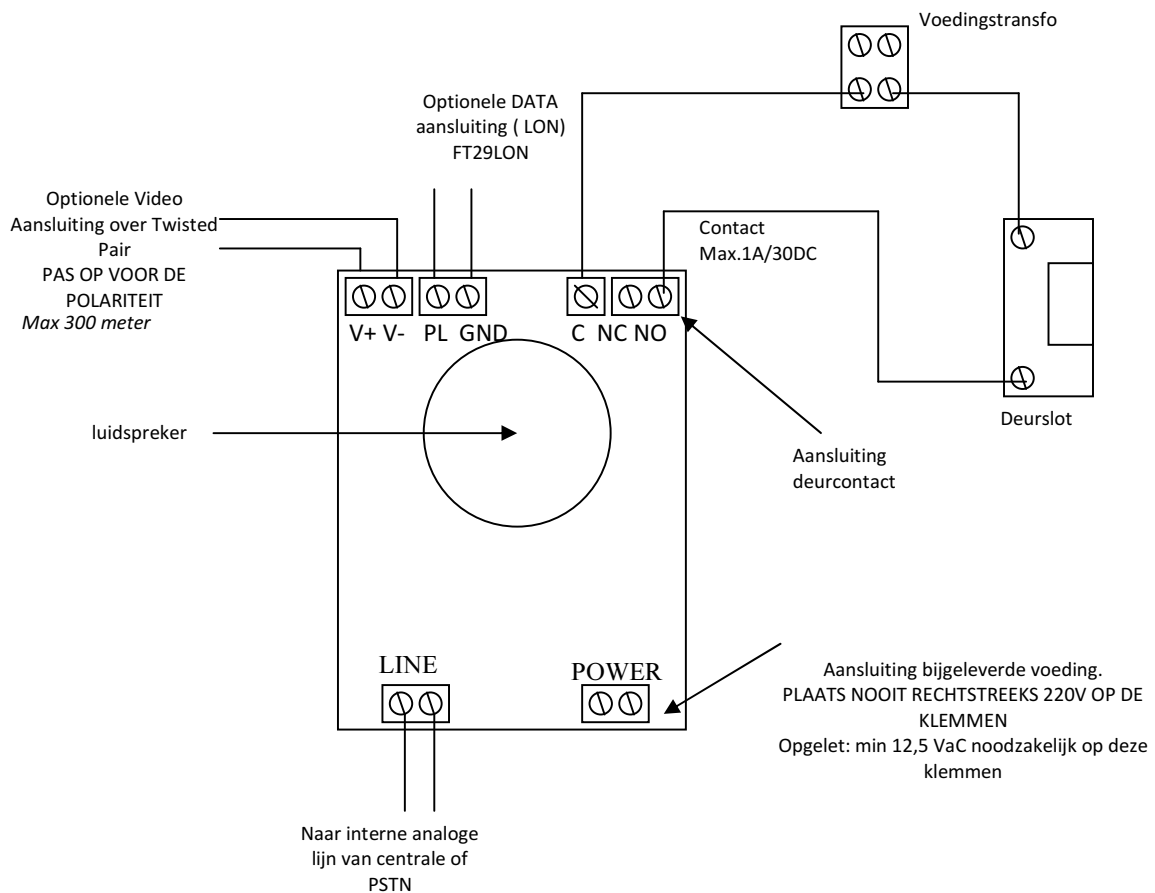 Voedingstransfo
Optionele DATA
aansluiting ( LON)
FT29LON
Optionele Video
Aansluiting over Twisted
Pair
PAS OP VOOR DE
POLARITEIT
Max 300 meter
Contact
Max.1A/30DC
V+ V- PL GND C NC NO
Deurslot
luidspreker
Aansluiting
deurcontact
LINE
POWER
Aansluiting bijgeleverde voeding.
PLAATS NOOIT RECHTSTREEKS 220V OP DE
KLEMMEN
Opgelet: min 12,5 VaC noodzakelijk op deze
klemmen
Naar interne analoge
lijn van centrale of
PSTN